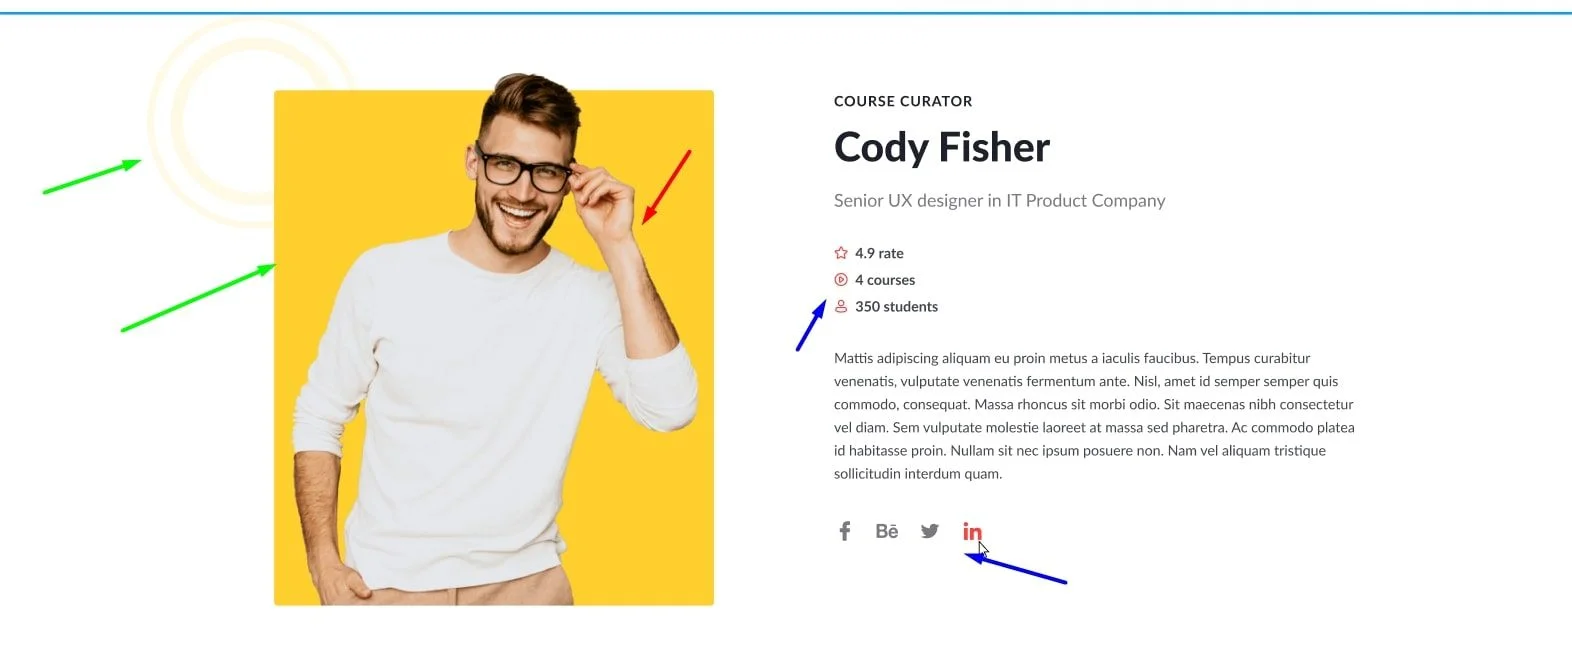 COURSE CURATOR
Cody Fisher
Senior UX designer in IT Product Company
4.9 rate
4 courses
350 students
Mattis adipiscing aliquam eu proin metus a iaculis faucibus. Tempus curabitur
venenatis, vulputate venenatis fermentum ante. Nisl, amet id semper semper quis
commodo, consequat. Massa rhoncus sit morbi odio. Sit maecenas nibh consectetur
vel diam. Sem vulputate molestie laoreet at massa sed pharetra. Ac commodo platea
id habitasse proin. Nullam sit nec ipsum posuere non. Nam vel aliquam tristique
sollicitudin interdum quam.
f Bē in